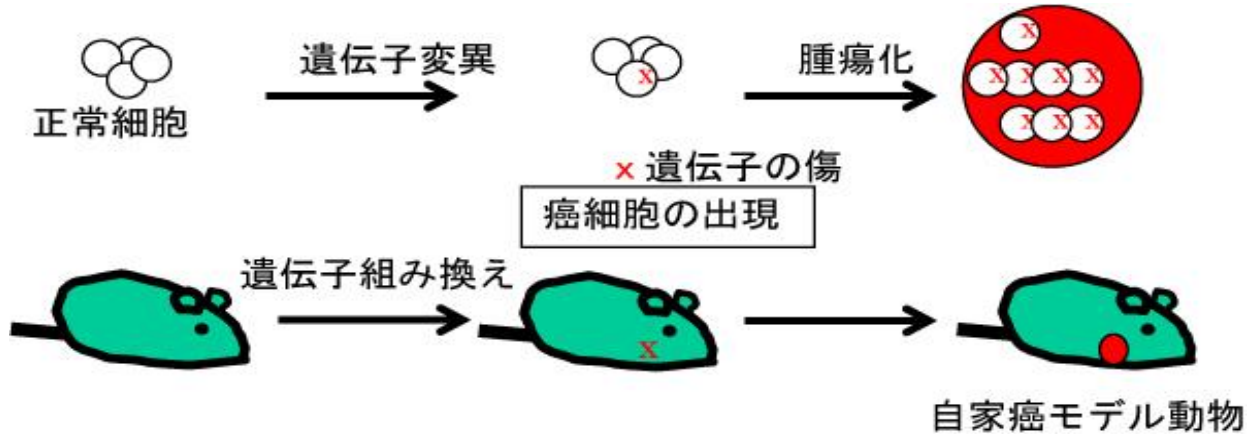 遺伝子変異
腫瘍化
正常細胞
x
x x x x
x x x x
x 遺伝子の傷
癌細胞の出現
遺伝子組み換え
x
自家癌モデル動物